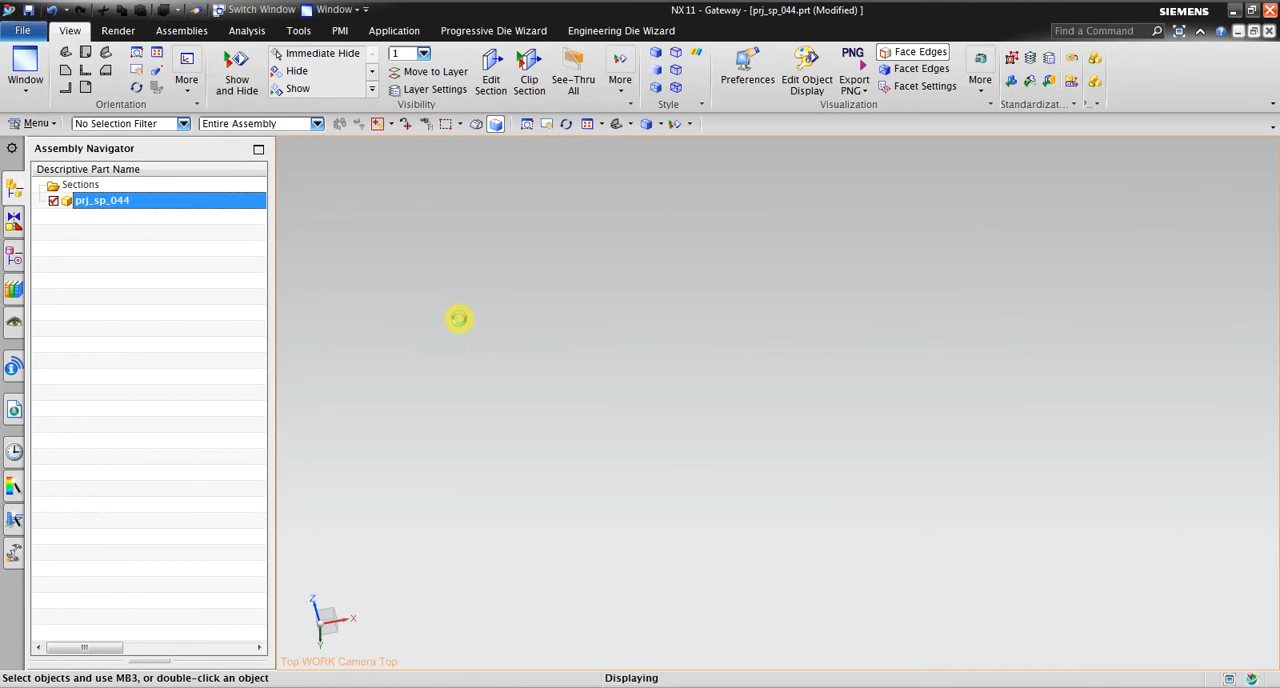 Switch Window Window NX 11 - Gateway - [prj_sp_044.prt (Modified) ] SIEMENS
File View Render Assemblies Analysis Tools PMI Application Progressive Die Wizard Engineering Die Wizard Find a Command
Window More Show and Hide Immediate Hide 1 Edit Section Clip Section See-Thru All More Preferences Edit Object Display Export PNG PNG Face Edges More
Hide Move to Layer Facet Edges
Show Layer Settings Facet Settings
Orientation Visibility Style Visualization Standardizat...
Menu No Selection Filter Entire Assembly
Assembly Navigator
Descriptive Part Name
Sections
prj_sp_044
Z
X
Y
Top WORK Camera Top
Select objects and use MB3, or double-click an object Displaying